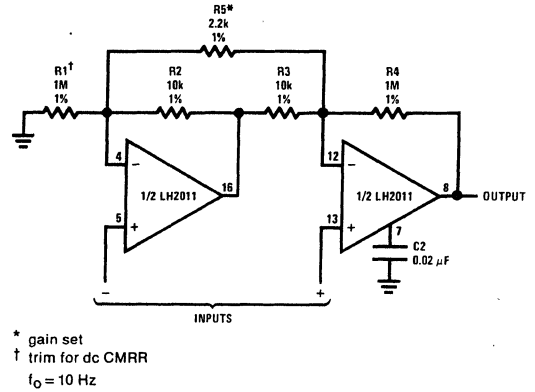 R5*
2.2k
1%
R1†
1M
1%
R2
10k
1%
R3
10k
1%
R4
1M
1%
4
−
1/2 LH2011
16
5
+
12
−
1/2 LH2011
8
OUTPUT
13
+
7
C2
0.02 µF
−
+
INPUTS
* gain set
† trim for dc CMRR
fo = 10 Hz